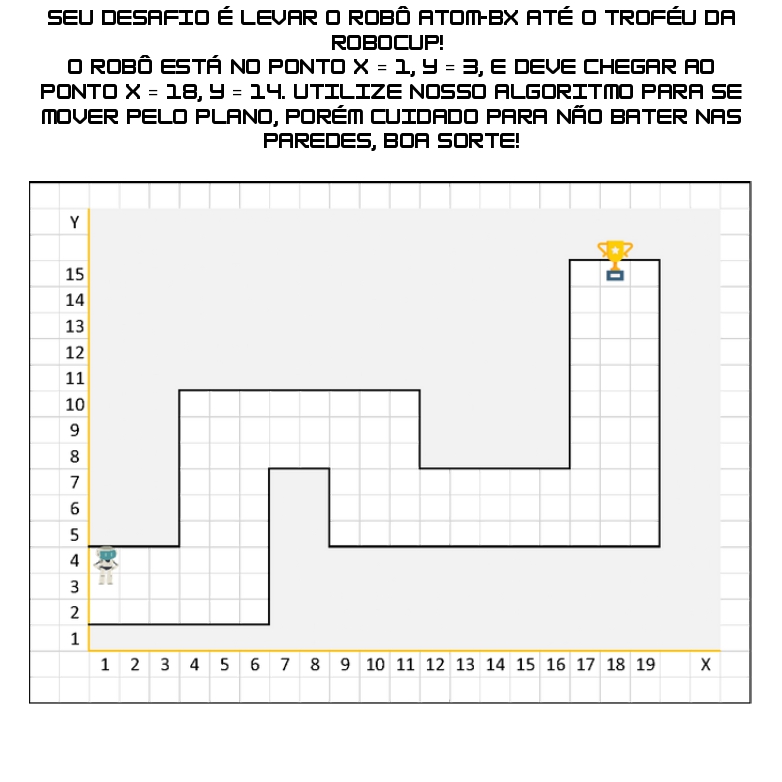 SEU DESAFIO É LEVAR O ROBÔ ATOM-BX ATÉ O TROFÉU DA
ROBOCUP!
O ROBÔ ESTÁ NO PONTO X = 1, Y = 3, E DEVE CHEGAR AO
PONTO X = 18, Y = 14. UTILIZE NOSSO ALGORITMO PARA SE
MOVER PELO PLANO, PORÉM CUIDADO PARA NÃO BATER NAS
PAREDES, BOA SORTE!
Y
15
14
13
12
11
10
9
8
7
6
5
4
3
2
1
1 2 3 4 5 6 7 8 9 10 11 12 13 14 15 16 17 18 19 X